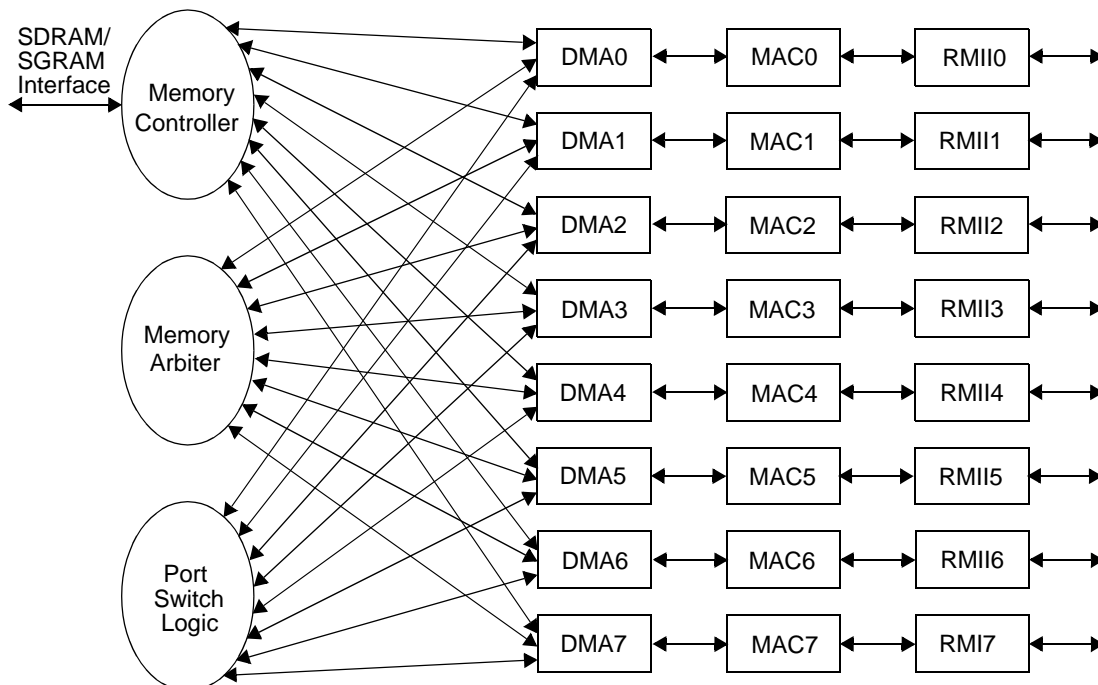 SDRAM/
SGRAM
Interface
Memory
Controller
Memory
Arbiter
Port
Switch
Logic
DMA0
MAC0
RMII0
DMA1
MAC1
RMII1
DMA2
MAC2
RMII2
DMA3
MAC3
RMII3
DMA4
MAC4
RMII4
DMA5
MAC5
RMII5
DMA6
MAC6
RMII6
DMA7
MAC7
RMI7